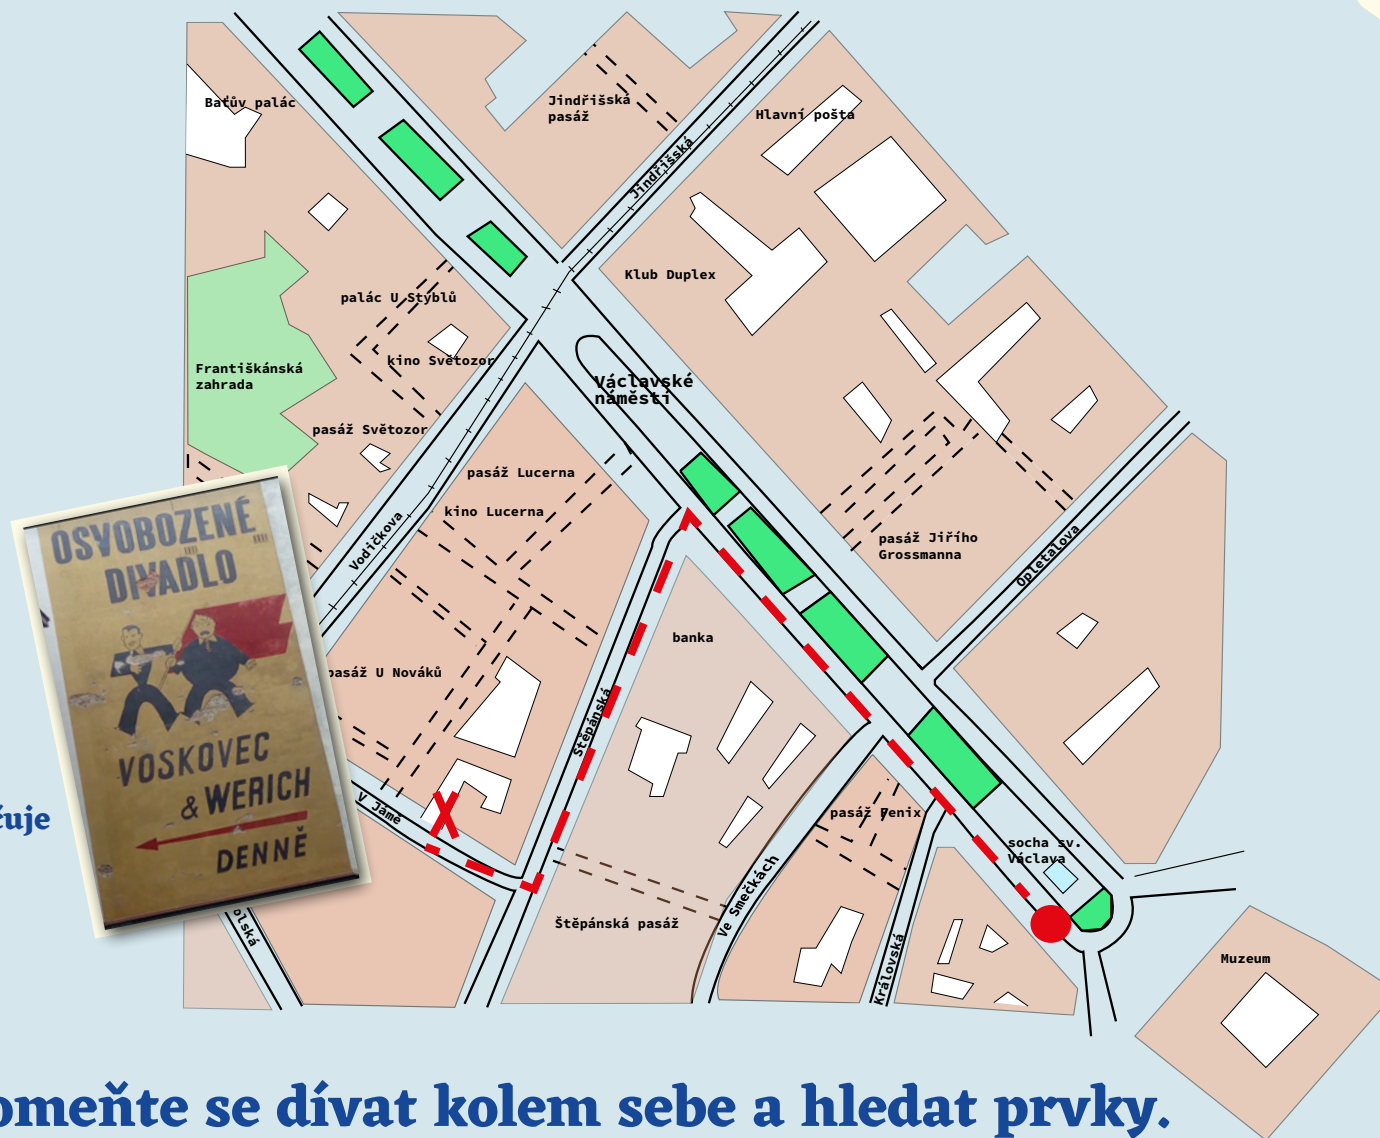 Baťův palác
Jindřišská
pasáž
Hlavní pošta
Jindřišská
Klub Duplex
palác U Stýblů
kino Světozor
Františkánská
zahrada
Václavské
náměstí
pasáž Světozor
pasáž Lucerna
kino Lucerna
Vodičkova
pasáž Jiřího
Grossmanna
Opletalova
banka
pasáž U Nováků
Štěpánská
OSVOBOZENÉ
DIVADLO
VOSKOVEC
& WERICH
DENNĚ
V Jámě
pasáž Fenix
socha sv.
Václava
Ve Smečkách
Štěpánská pasáž
Královská
Muzeum
omeňte se dívat kolem sebe a hledat prvky.